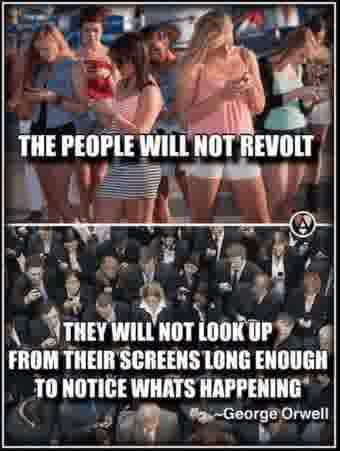 THE PEOPLE WILL NOT REVOLT
THEY WILL NOT LOOK UP
FROM THEIR SCREENS LONG ENOUGH
TO NOTICE WHATS HAPPENING
~George Orwell